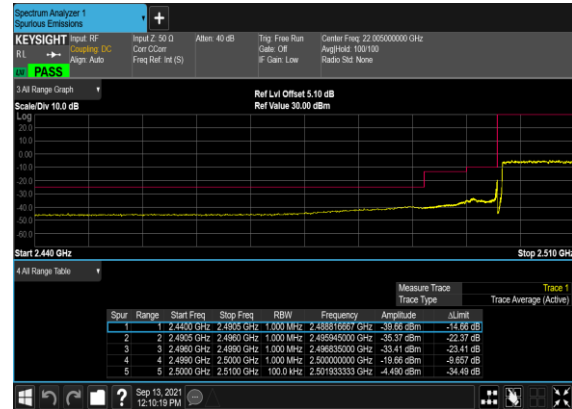 Spectrum Analyzer 1
Spurious Emissions
+
KEYSIGHT Input: RF Input Z: 50 Ω Atten: 40 dB Trig: Free Run Center Freq: 22.005000000 GHz
RL Coupling: DC Corr CCorr Gate: Off Avg|Hold: 100/100
Align: Auto Freq Ref: Int (S) IF Gain: Low Radio Std: None
PASS
3 All Range Graph
Ref Lvl Offset 5.10 dB
Scale/Div 10.0 dB Ref Value 30.00 dBm
Log
20.0
10.0
0.00
-10.0
-20.0
-30.0
-40.0
-50.0
-60.0
Start 2.440 GHz Stop 2.510 GHz
4 All Range Table
Measure Trace Trace 1
Trace Type Trace Average (Active)
Spur Range Start Freq Stop Freq RBW Frequency Amplitude ΔLimit
1 1 2.4400 GHz 2.4905 GHz 1.000 MHz 2.488816667 GHz -39.66 dBm -14.66 dB
2 2 2.4905 GHz 2.4960 GHz 1.000 MHz 2.495945000 GHz -35.37 dBm -22.37 dB
3 3 2.4960 GHz 2.4990 GHz 1.000 MHz 2.496835000 GHz -33.41 dBm -23.41 dB
4 4 2.4990 GHz 2.5000 GHz 1.000 MHz 2.500000000 GHz -19.66 dBm -9.657 dB
5 5 2.5000 GHz 2.5100 GHz 100.0 kHz 2.501933333 GHz -4.490 dBm -34.49 dB
? Sep 13, 2021
12:10:19 PM